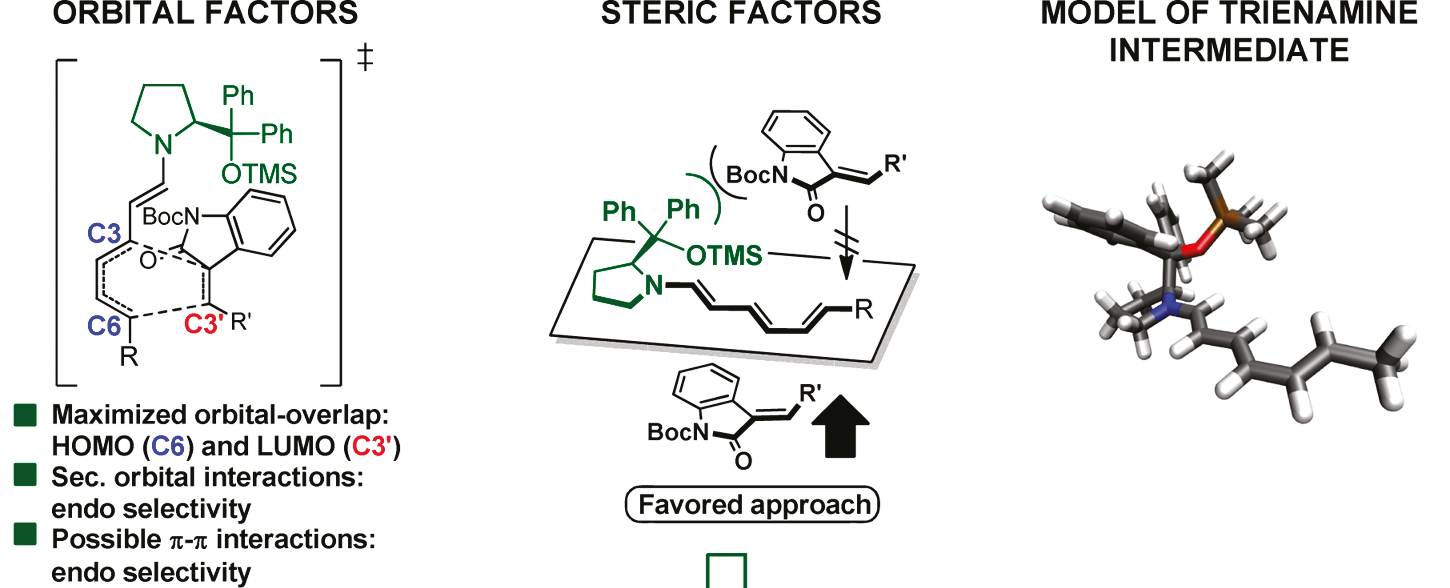 ORBITAL FACTORS
‡
Ph
Ph
N
OTMS
BocN
C3
O
C6
C3'
R'
R
Maximized orbital-overlap:
HOMO (C6) and LUMO (C3')
Sec. orbital interactions:
endo selectivity
Possible π-π interactions:
endo selectivity
STERIC FACTORS
R'
BocN
O
Ph
Ph
OTMS
N
R
R'
BocN
O
Favored approach
MODEL OF TRIENAMINE
INTERMEDIATE